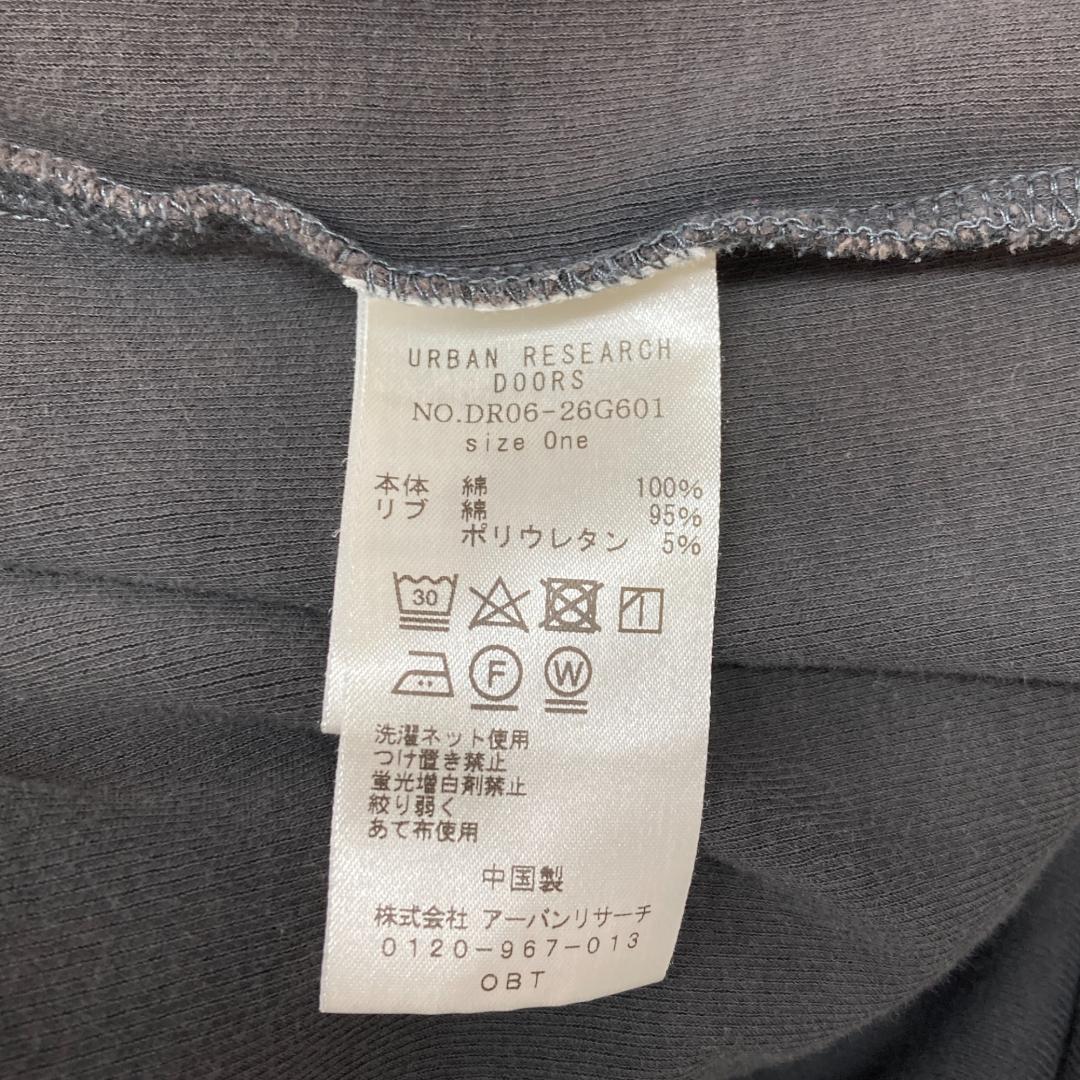 URBAN RESEARCH
DOORS
NO.DR06-26G601
size One
本体 綿 100%
リブ 綿 95%
ポリウレタン 5%
30
F W
洗濯ネット使用
つけ置き禁止
蛍光増白剤禁止
絞り弱く
あて布使用
中国製
株式会社 アーバンリサーチ
0120-967-013
OBT